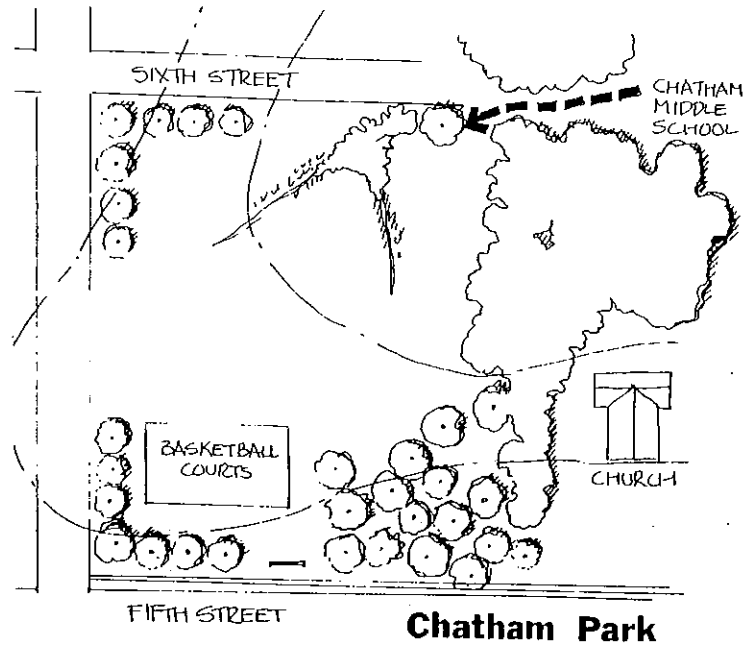 SIXTH STREET
CHATHAM
MIDDLE
SCHOOL
BASKETBALL
COURTS
CHURCH
FIFTH STREET
Chatham Park